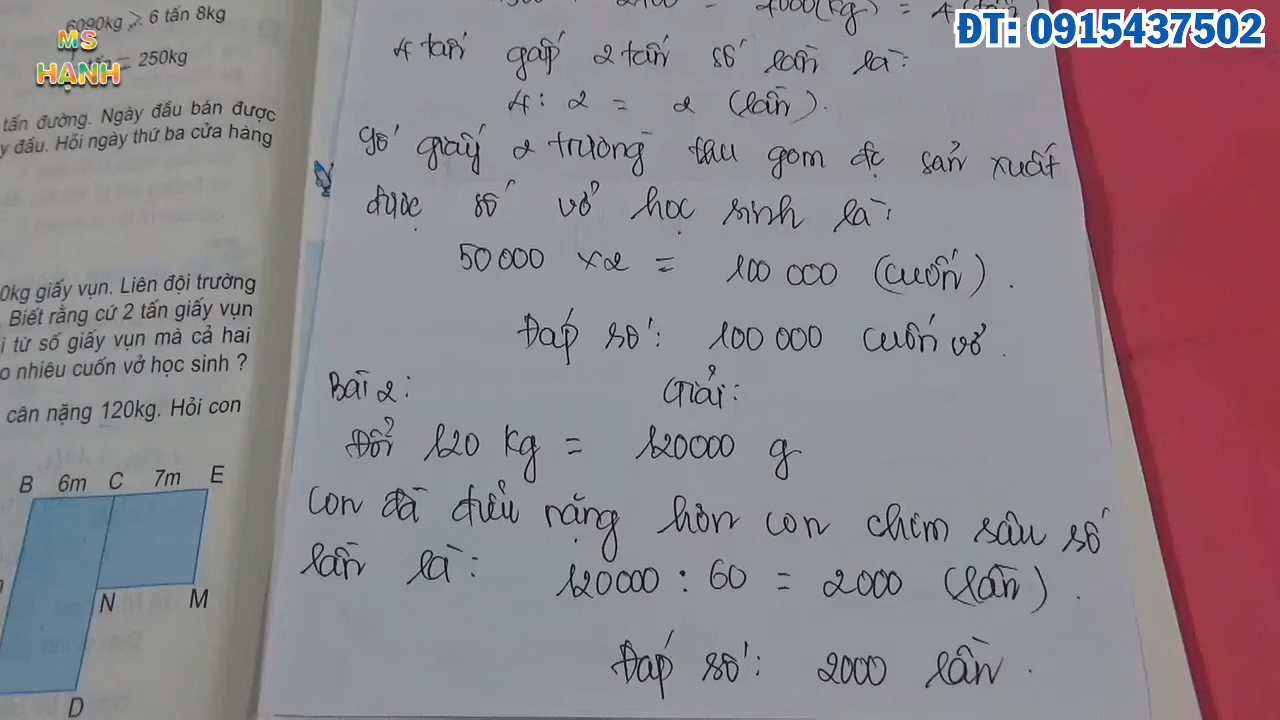 ĐT: 0915437502
MS
HẠNH
6090kg > 6 tấn 8kg
= 250kg
tấn đường. Ngày đầu bán được
y đầu. Hỏi ngày thứ ba cửa hàng
0kg giấy vụn. Liên đội trường
Biết rằng cứ 2 tấn giấy vụn
i từ số giấy vụn mà cả hai
o nhiêu cuốn vở học sinh ?
cân nặng 120kg. Hỏi con
B 6m C 7m E
N M
D
= 4000(kg) = 4
4 tấn gấp 2 tấn số lần là:
4 : 2 = 2 (lần).
Số giấy 2 trường thu gom đc sản xuất
được số vở học sinh là:
50 000 x 2 = 100 000 (cuốn).
Đáp số: 100 000 cuốn vở.
Bài 2: Giải:
Đổi 120 kg = 120000 g
Con đà điểu nặng hơn con chim sâu số
lần là: 120000 : 60 = 2000 (lần).
Đáp số: 2000 lần.